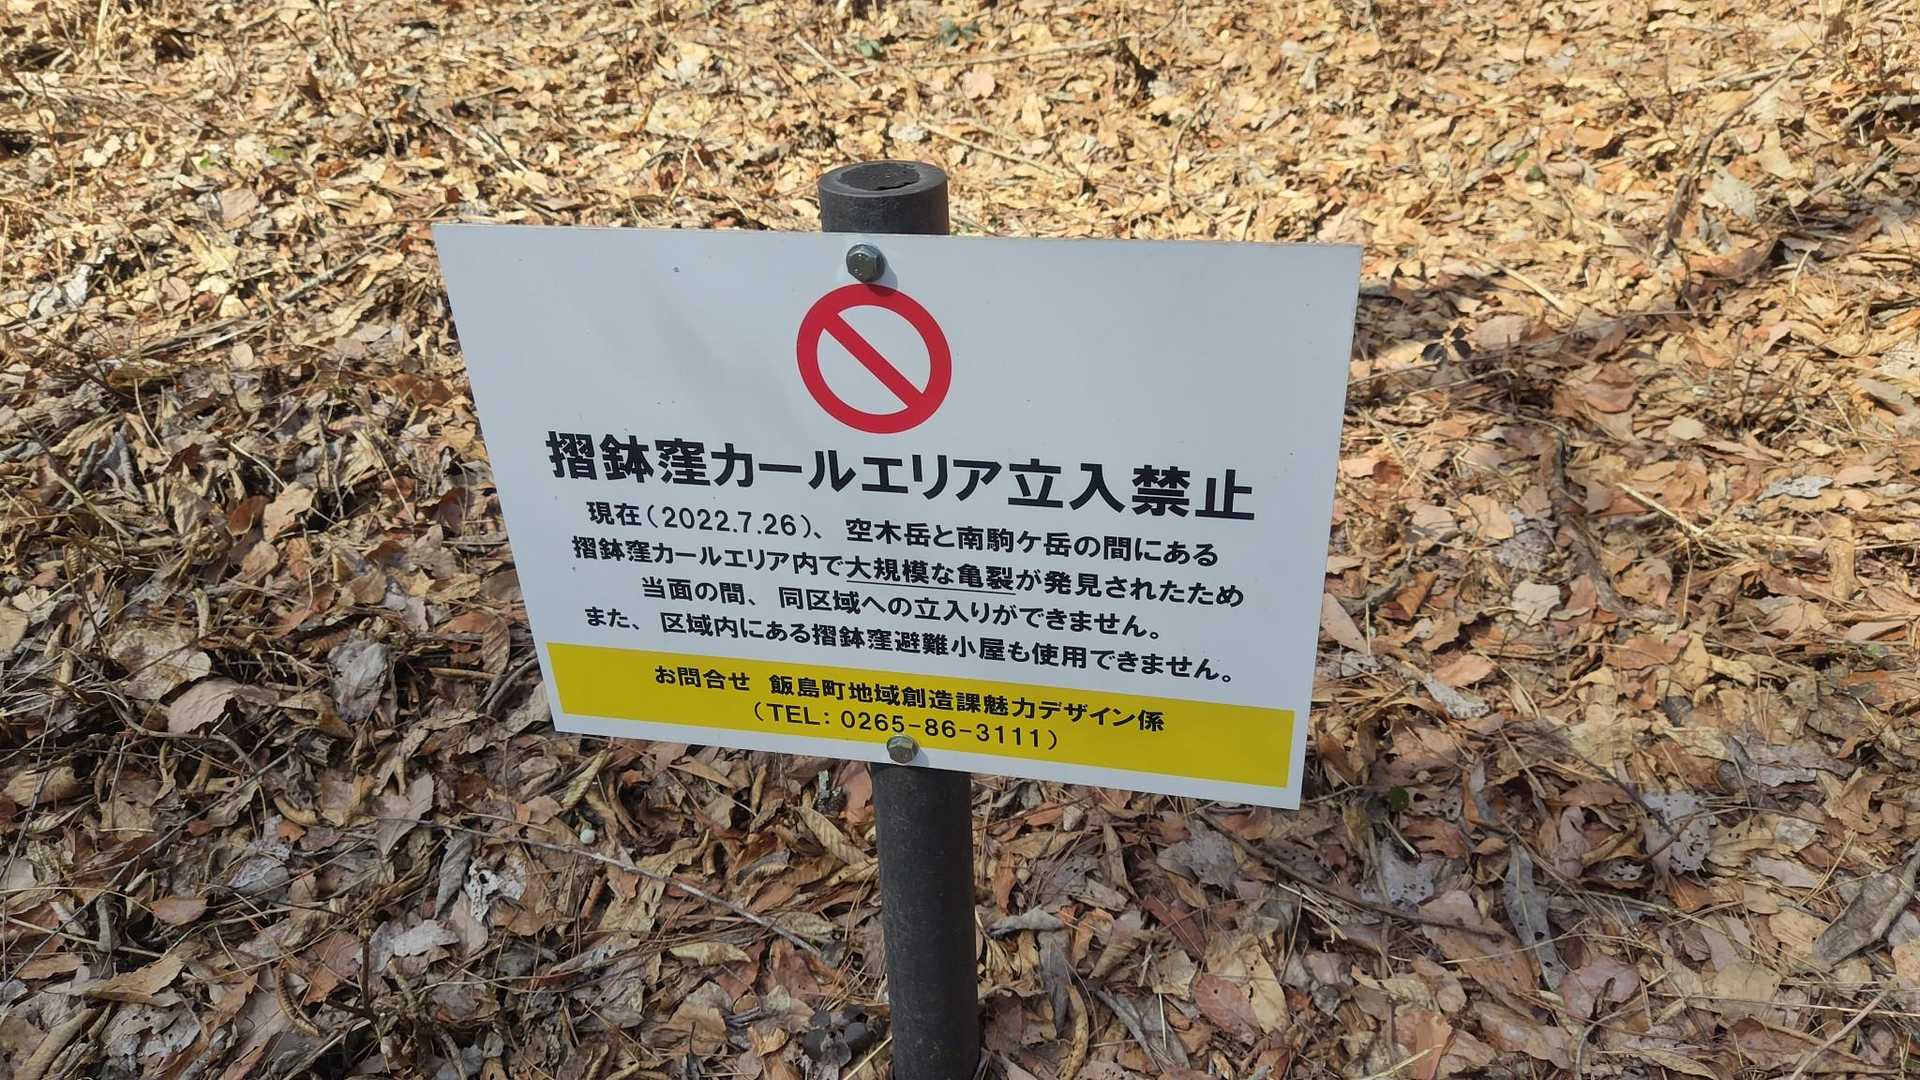 摺鉢窪カールエリア立入禁止
現在(2022.7.26)、空木岳と南駒ケ岳の間にある
摺鉢窪カールエリア内で大規模な亀裂が発見されたため
当面の間、同区域への立入りができません。
また、区域内にある摺鉢窪避難小屋も使用できません。
お問合せ 飯島町地域創造課魅力デザイン係
(TEL:0265-86-3111)